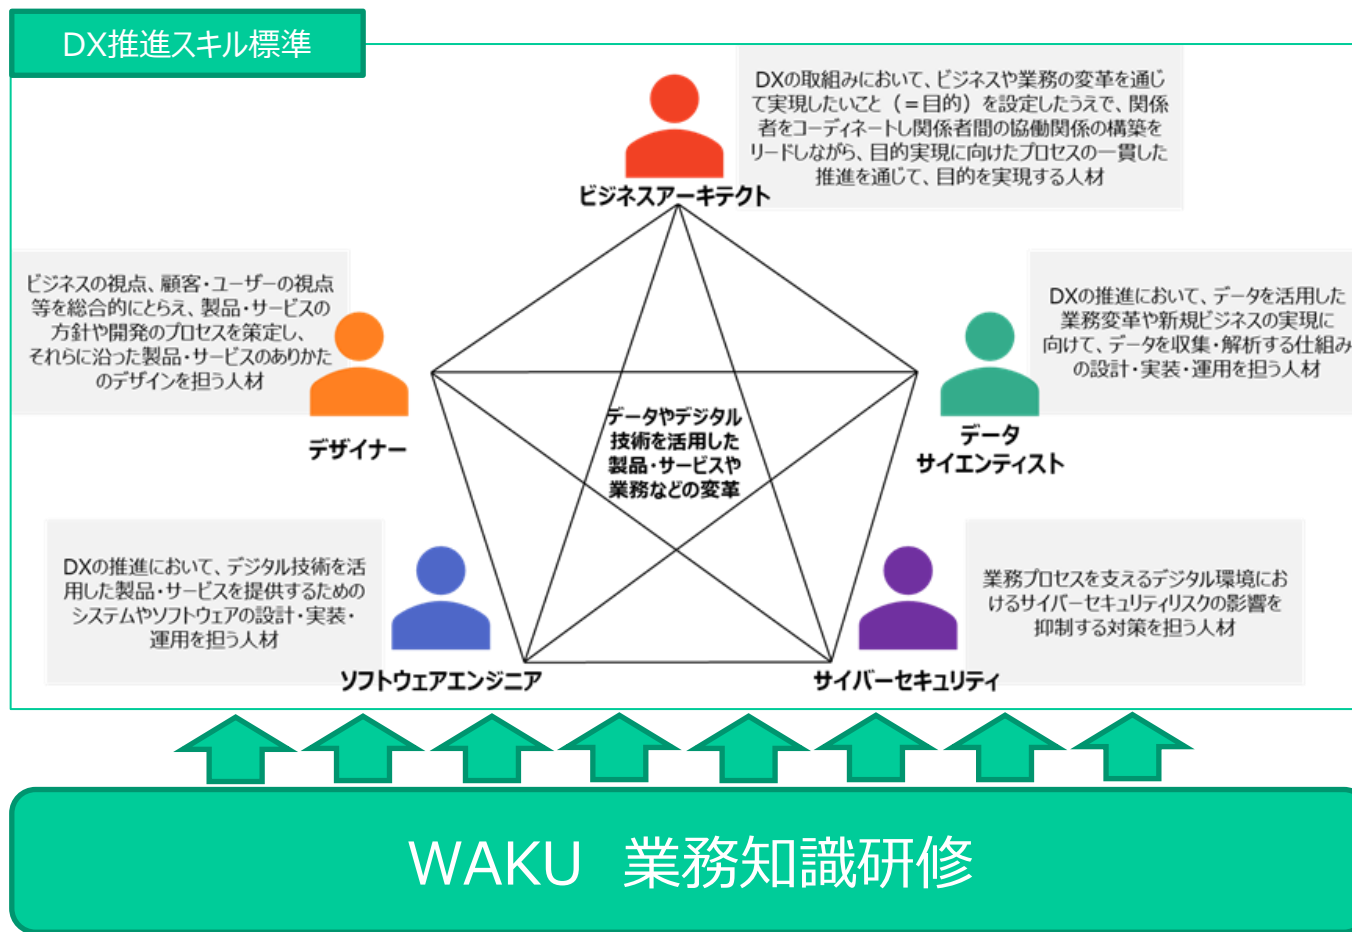 DX推進スキル標準
DXの取組みにおいて、ビジネスや業務の変革を通じ
て実現したいこと（＝目的）を設定したうえで、関係
者をコーディネートし関係者間の協働関係の構築を
リードしながら、目的実現に向けたプロセスの一貫した
推進を通じて、目的を実現する人材
ビジネスアーキテクト
ビジネスの視点、顧客・ユーザーの視点
等を総合的にとらえ、製品・サービスの
方針や開発のプロセスを策定し、
それらに沿った製品・サービスのありかた
のデザインを担う人材
デザイナー
DXの推進において、データを活用した
業務変革や新規ビジネスの実現に
向けて、データを収集・解析する仕組み
の設計・実装・運用を担う人材
データ
サイエンティスト
データやデジタル
技術を活用した
製品・サービスや
業務などの変革
DXの推進において、デジタル技術を活
用した製品・サービスを提供するための
システムやソフトウェアの設計・実装・
運用を担う人材
ソフトウェアエンジニア
業務プロセスを支えるデジタル環境にお
けるサイバーセキュリティリスクの影響を
抑制する対策を担う人材
サイバーセキュリティ
WAKU　業務知識研修